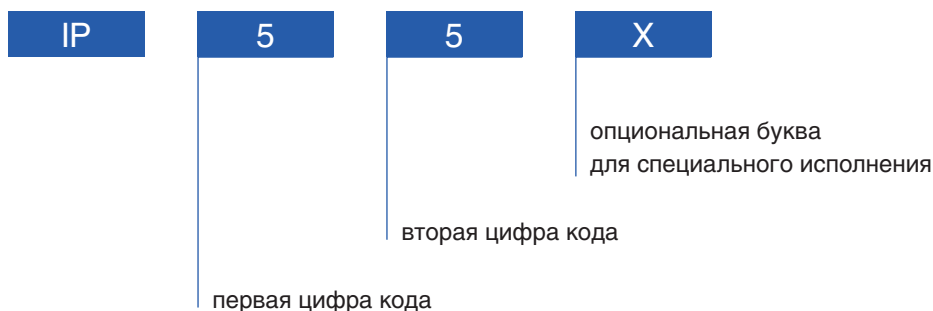 IP 5 5 X
опциональная буква
для специального исполнения
вторая цифра кода
первая цифра кода